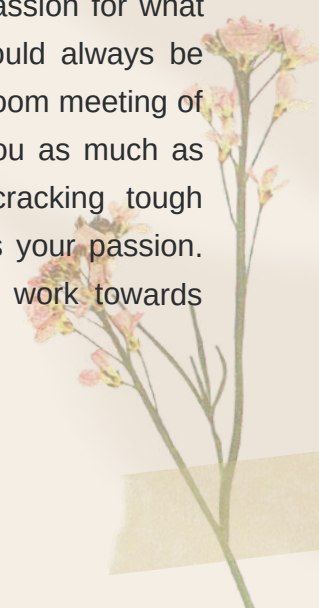 assion for what
ould always be
oom meeting of
ou as much as
cracking tough
s your passion.
work towards